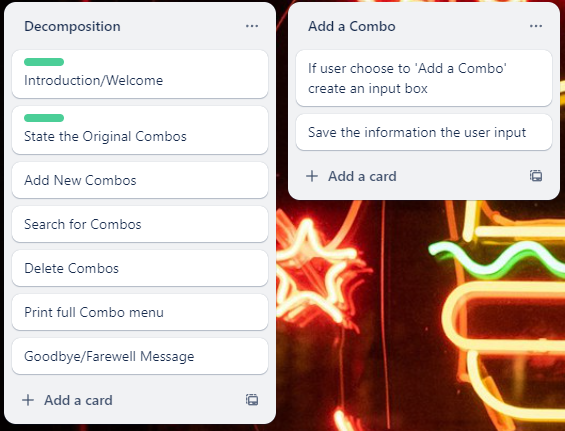 Decomposition
Introduction/Welcome
State the Original Combos
Add New Combos
Search for Combos
Delete Combos
Print full Combo menu
Goodbye/Farewell Message
Add a card
Add a Combo
If user choose to 'Add a Combo'
create an input box
Save the information the user input
Add a card